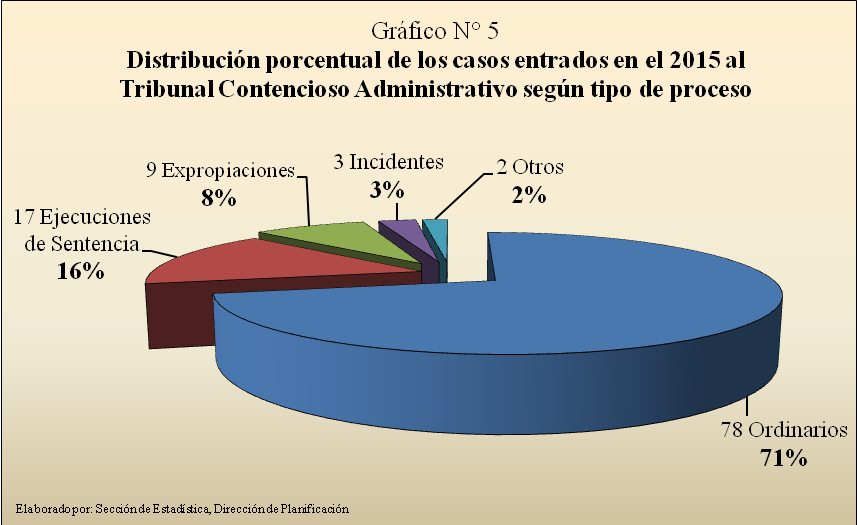 Gráfico N° 5
Distribución porcentual de los casos entrados en el 2015 al
Tribunal Contencioso Administrativo según tipo de proceso
9 Expropiaciones
8%
3 Incidentes
3%
2 Otros
2%
17 Ejecuciones
de Sentencia
16%
78 Ordinarios
71%
Elaborado por: Sección de Estadística, Dirección de Planificación